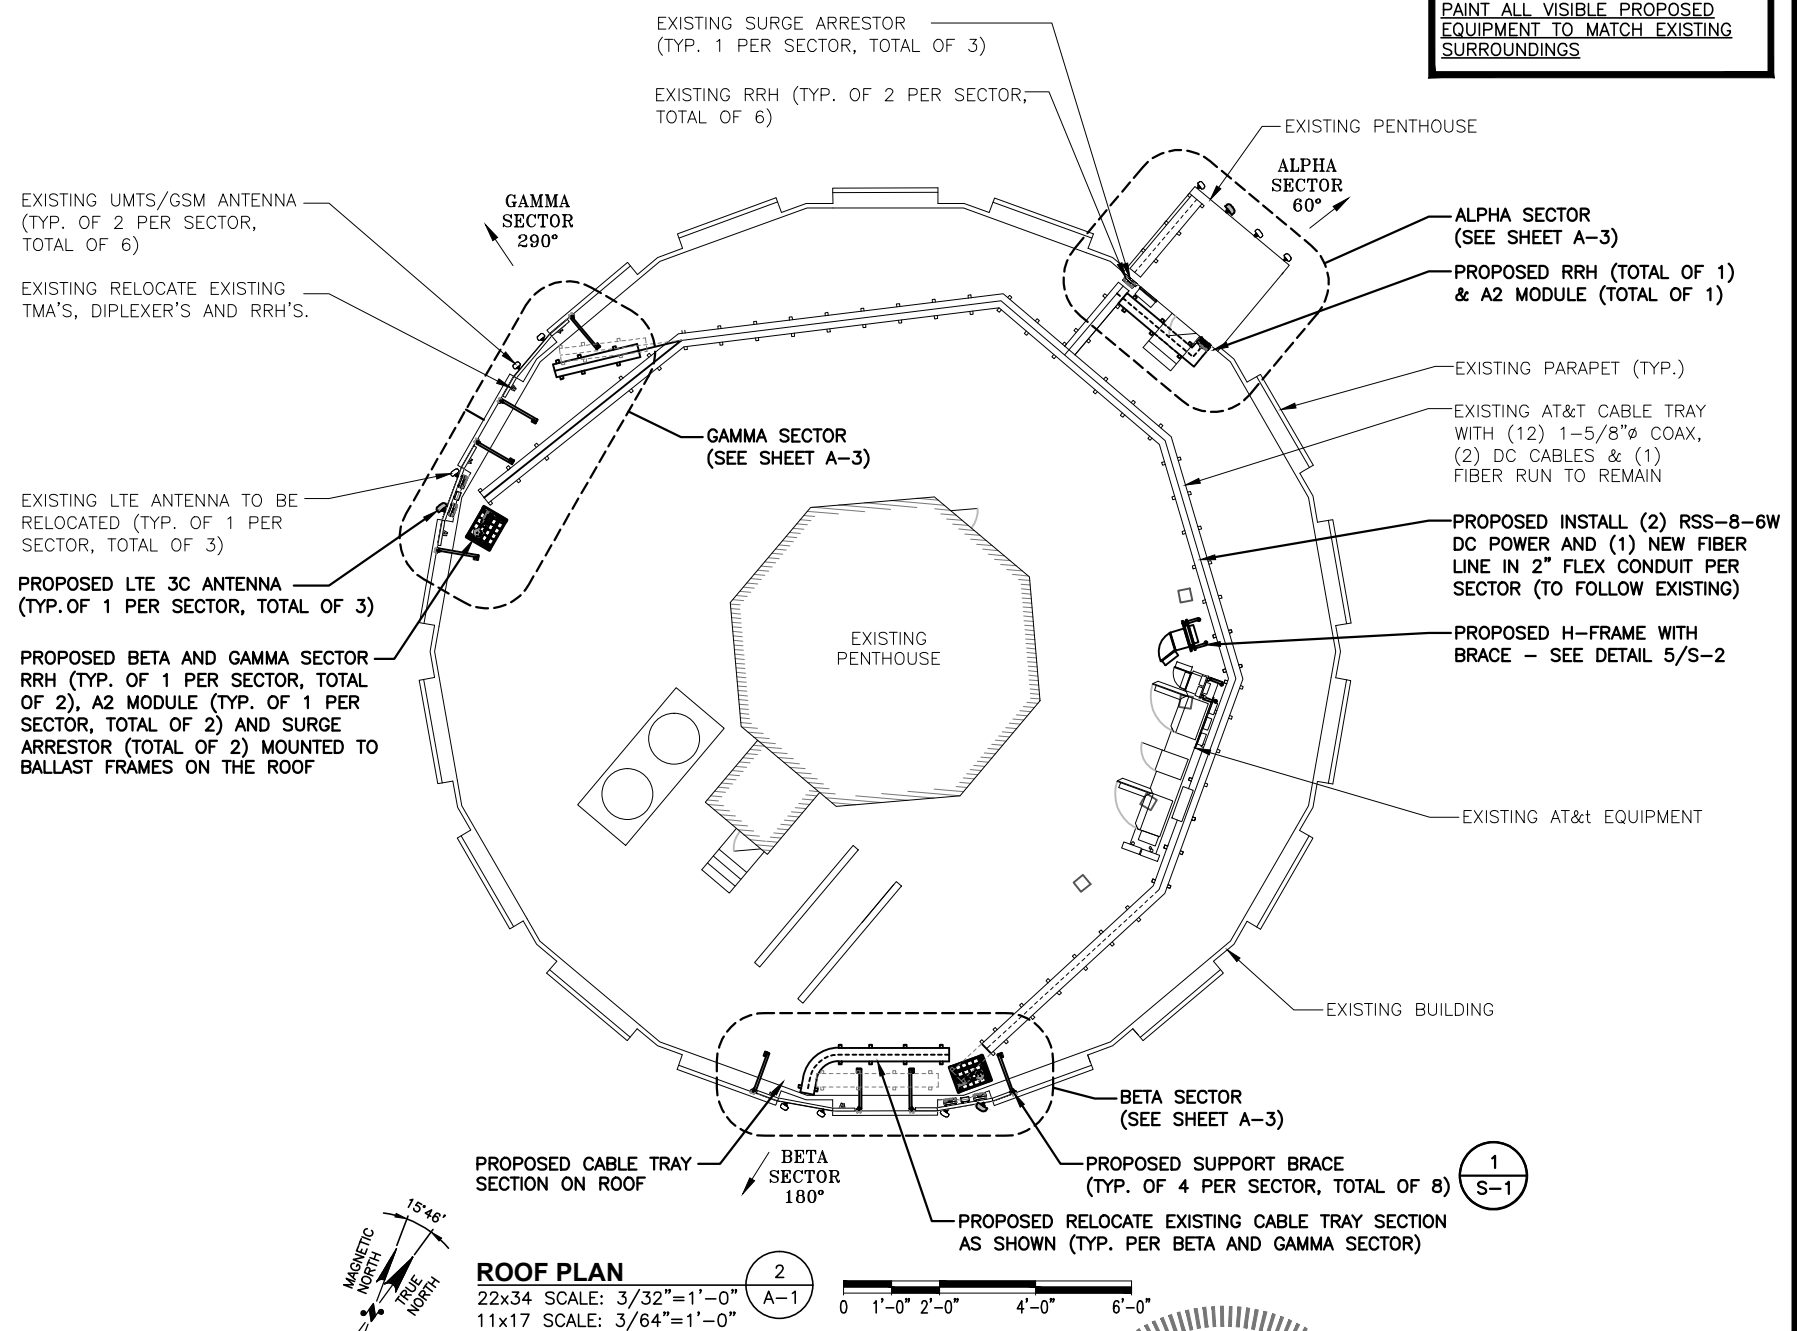 PAINT ALL VISIBLE PROPOSED
EQUIPMENT TO MATCH EXISTING
SURROUNDINGS
EXISTING SURGE ARRESTOR
(TYP. 1 PER SECTOR, TOTAL OF 3)
EXISTING RRH (TYP. OF 2 PER SECTOR,
TOTAL OF 6)
EXISTING PENTHOUSE
ALPHA
SECTOR
60°
GAMMA
SECTOR
290°
EXISTING UMTS/GSM ANTENNA
(TYP. OF 2 PER SECTOR,
TOTAL OF 6)
EXISTING RELOCATE EXISTING
TMA'S, DIPLEXER'S AND RRH'S.
EXISTING LTE ANTENNA TO BE
RELOCATED (TYP. OF 1 PER
SECTOR, TOTAL OF 3)
PROPOSED LTE 3C ANTENNA
(TYP.OF 1 PER SECTOR, TOTAL OF 3)
PROPOSED BETA AND GAMMA SECTOR
RRH (TYP. OF 1 PER SECTOR, TOTAL
OF 2), A2 MODULE (TYP. OF 1 PER
SECTOR, TOTAL OF 2) AND SURGE
ARRESTOR (TOTAL OF 2) MOUNTED TO
BALLAST FRAMES ON THE ROOF
GAMMA SECTOR
(SEE SHEET A-3)
EXISTING
PENTHOUSE
ALPHA SECTOR
(SEE SHEET A-3)
PROPOSED RRH (TOTAL OF 1)
& A2 MODULE (TOTAL OF 1)
EXISTING PARAPET (TYP.)
EXISTING AT&T CABLE TRAY
WITH (12) 1-5/8"ø COAX,
(2) DC CABLES & (1)
FIBER RUN TO REMAIN
PROPOSED INSTALL (2) RSS-8-6W
DC POWER AND (1) NEW FIBER
LINE IN 2" FLEX CONDUIT PER
SECTOR (TO FOLLOW EXISTING)
PROPOSED H-FRAME WITH
BRACE - SEE DETAIL 5/S-2
EXISTING AT&t EQUIPMENT
EXISTING BUILDING
BETA SECTOR
(SEE SHEET A-3)
PROPOSED SUPPORT BRACE
(TYP. OF 4 PER SECTOR, TOTAL OF 8)
1
S-1
PROPOSED CABLE TRAY
SECTION ON ROOF
BETA
SECTOR
180°
PROPOSED RELOCATE EXISTING CABLE TRAY SECTION
AS SHOWN (TYP. PER BETA AND GAMMA SECTOR)
15°46'
MAGNETIC
NORTH
TRUE
NORTH
N
ROOF PLAN
22x34 SCALE: 3/32"=1'-0"
11x17 SCALE: 3/64"=1'-0"
2
A-1
0 1'-0" 2'-0" 4'-0" 6'-0"